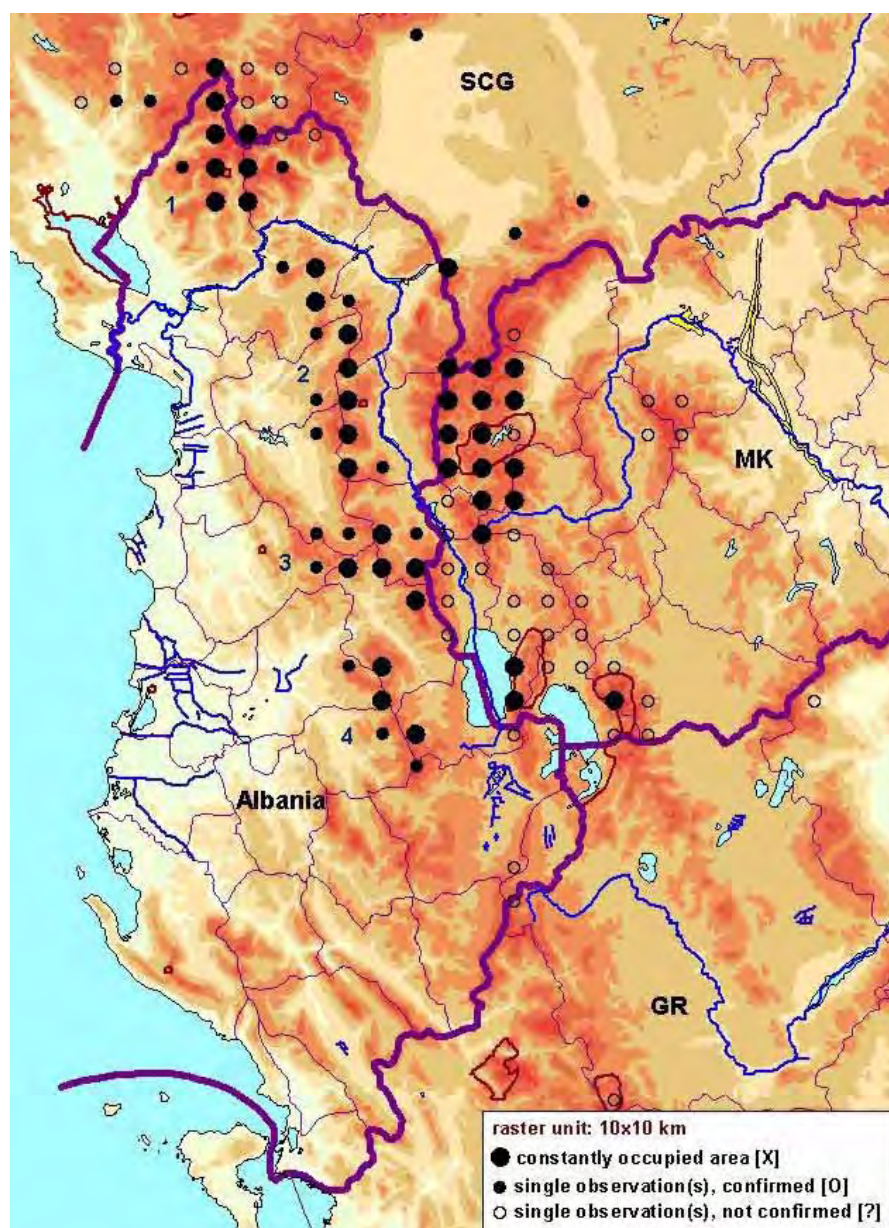 SCG
1
2
MK
3
4
Albania
GR
raster unit: 10x10 km
constantly occupied area [X]
single observation(s), confirmed [O]
single observation(s), not confirmed [?]